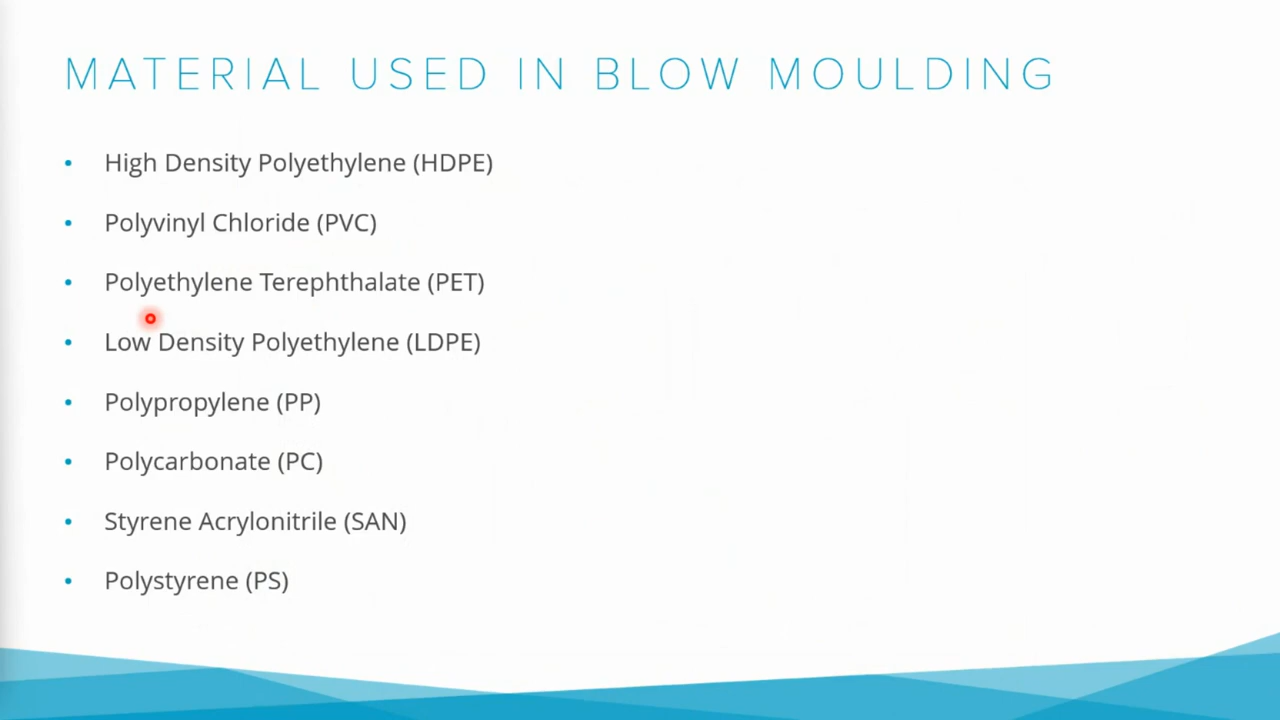 MATERIAL USED IN BLOW MOULDING
• High Density Polyethylene (HDPE)
• Polyvinyl Chloride (PVC)
• Polyethylene Terephthalate (PET)
• Low Density Polyethylene (LDPE)
• Polypropylene (PP)
• Polycarbonate (PC)
• Styrene Acrylonitrile (SAN)
• Polystyrene (PS)